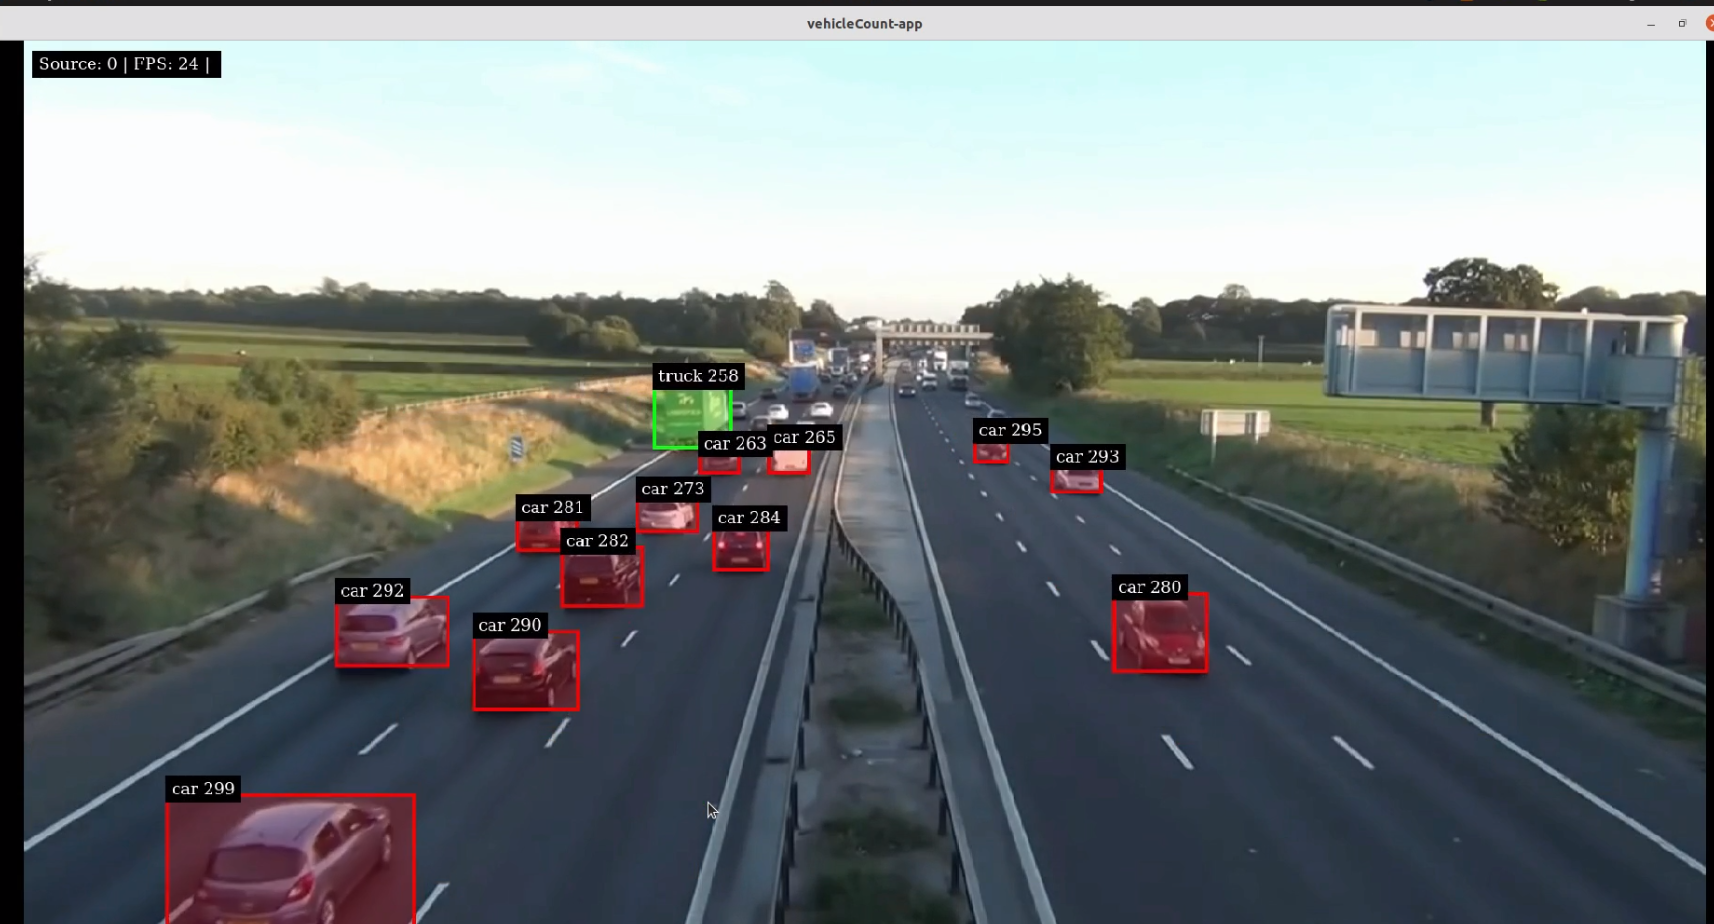 vehicleCount-app
Source: 0 | FPS: 24 |
truck 258
car 263
car 265
car 295
car 293
car 273
car 281
car 284
car 282
car 292
car 280
car 290
car 299